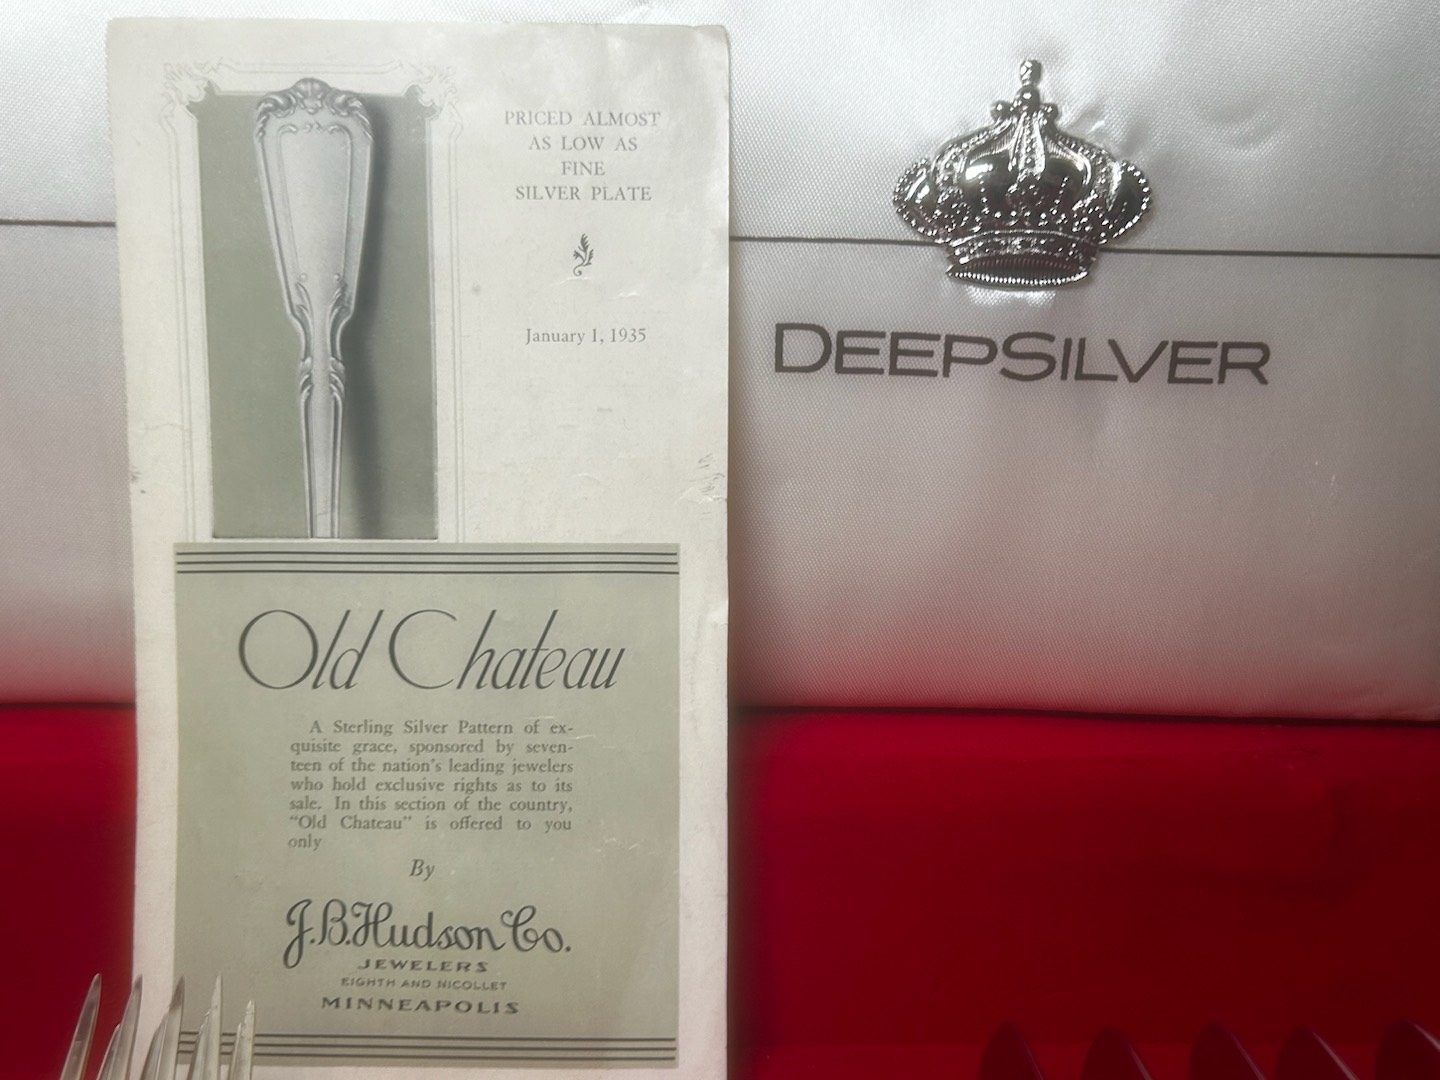 PRICED ALMOST
AS LOW AS
FINE
SILVER PLATE
January 1, 1935
Old Chateau
A Sterling Silver Pattern of ex-
quisite grace, sponsored by seven-
teen of the nation's leading jewelers
who hold exclusive rights as to its
sale. In this section of the country,
"Old Chateau" is offered to you
only
By
J.B. Hudson Co.
JEWELERS
EIGHTH AND NICOLLET
MINNEAPOLIS
DEEPSILVER